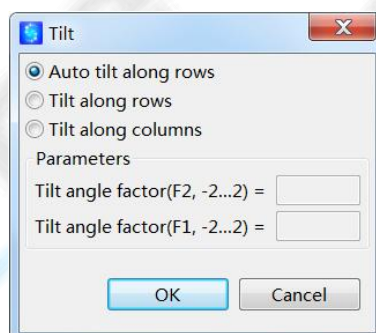 Tilt
Auto tilt along rows
Tilt along rows
Tilt along columns
Parameters
Tilt angle factor(F2, -2...2) =
Tilt angle factor(F1, -2...2) =
OK Cancel